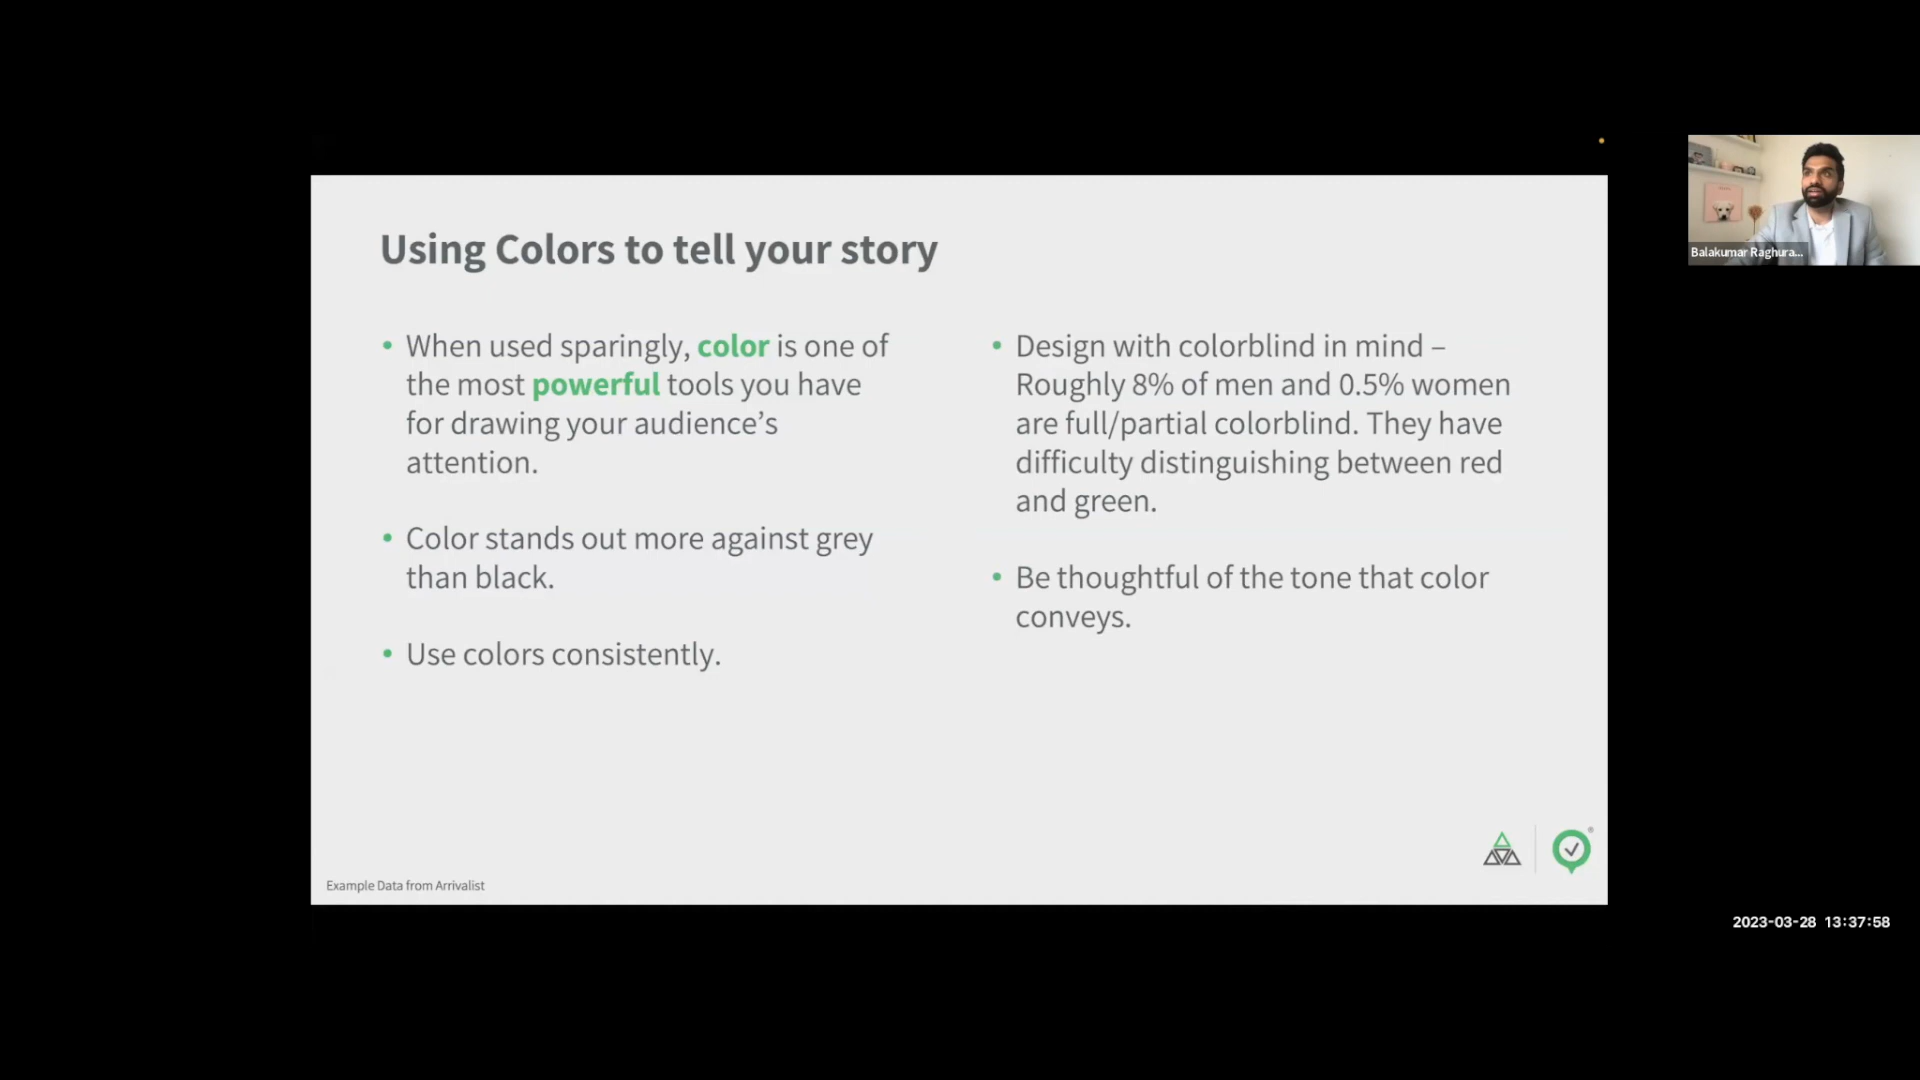 Using Colors to tell your story
• When used sparingly, color is one of
the most powerful tools you have
for drawing your audience’s
attention.
• Color stands out more against grey
than black.
• Use colors consistently.
• Design with colorblind in mind –
Roughly 8% of men and 0.5% women
are full/partial colorblind. They have
difficulty distinguishing between red
and green.
• Be thoughtful of the tone that color
conveys.
Example Data from Arrivalist
®
Balakumar Raghura...
2023-03-28 13:37:58